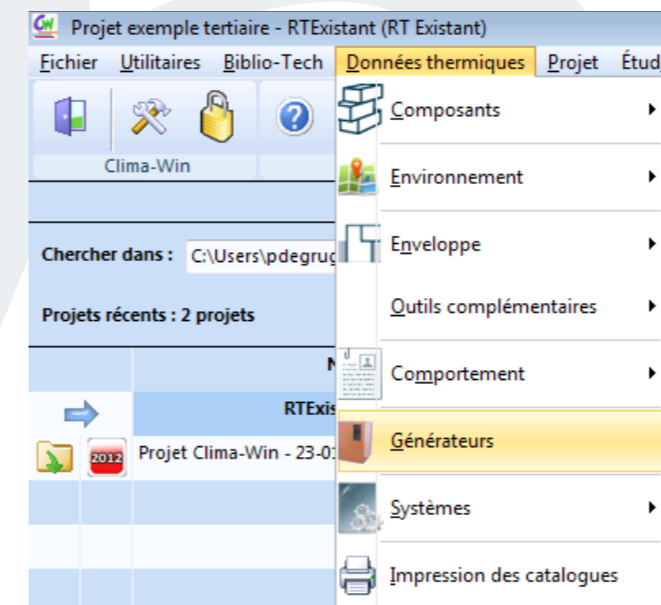 Projet exemple tertiaire - RTExistant (RT Existant)
Fichier Utilitaires Biblio-Tech Données thermiques Projet Étud
Composants
Clima-Win
Environnement
Chercher dans : C:\Users\pdegrug
Enveloppe
Outils complémentaires
Projets récents : 2 projets
Comportement
RTExis
Générateurs
2012 Projet Clima-Win - 23-0
Systèmes
Impression des catalogues